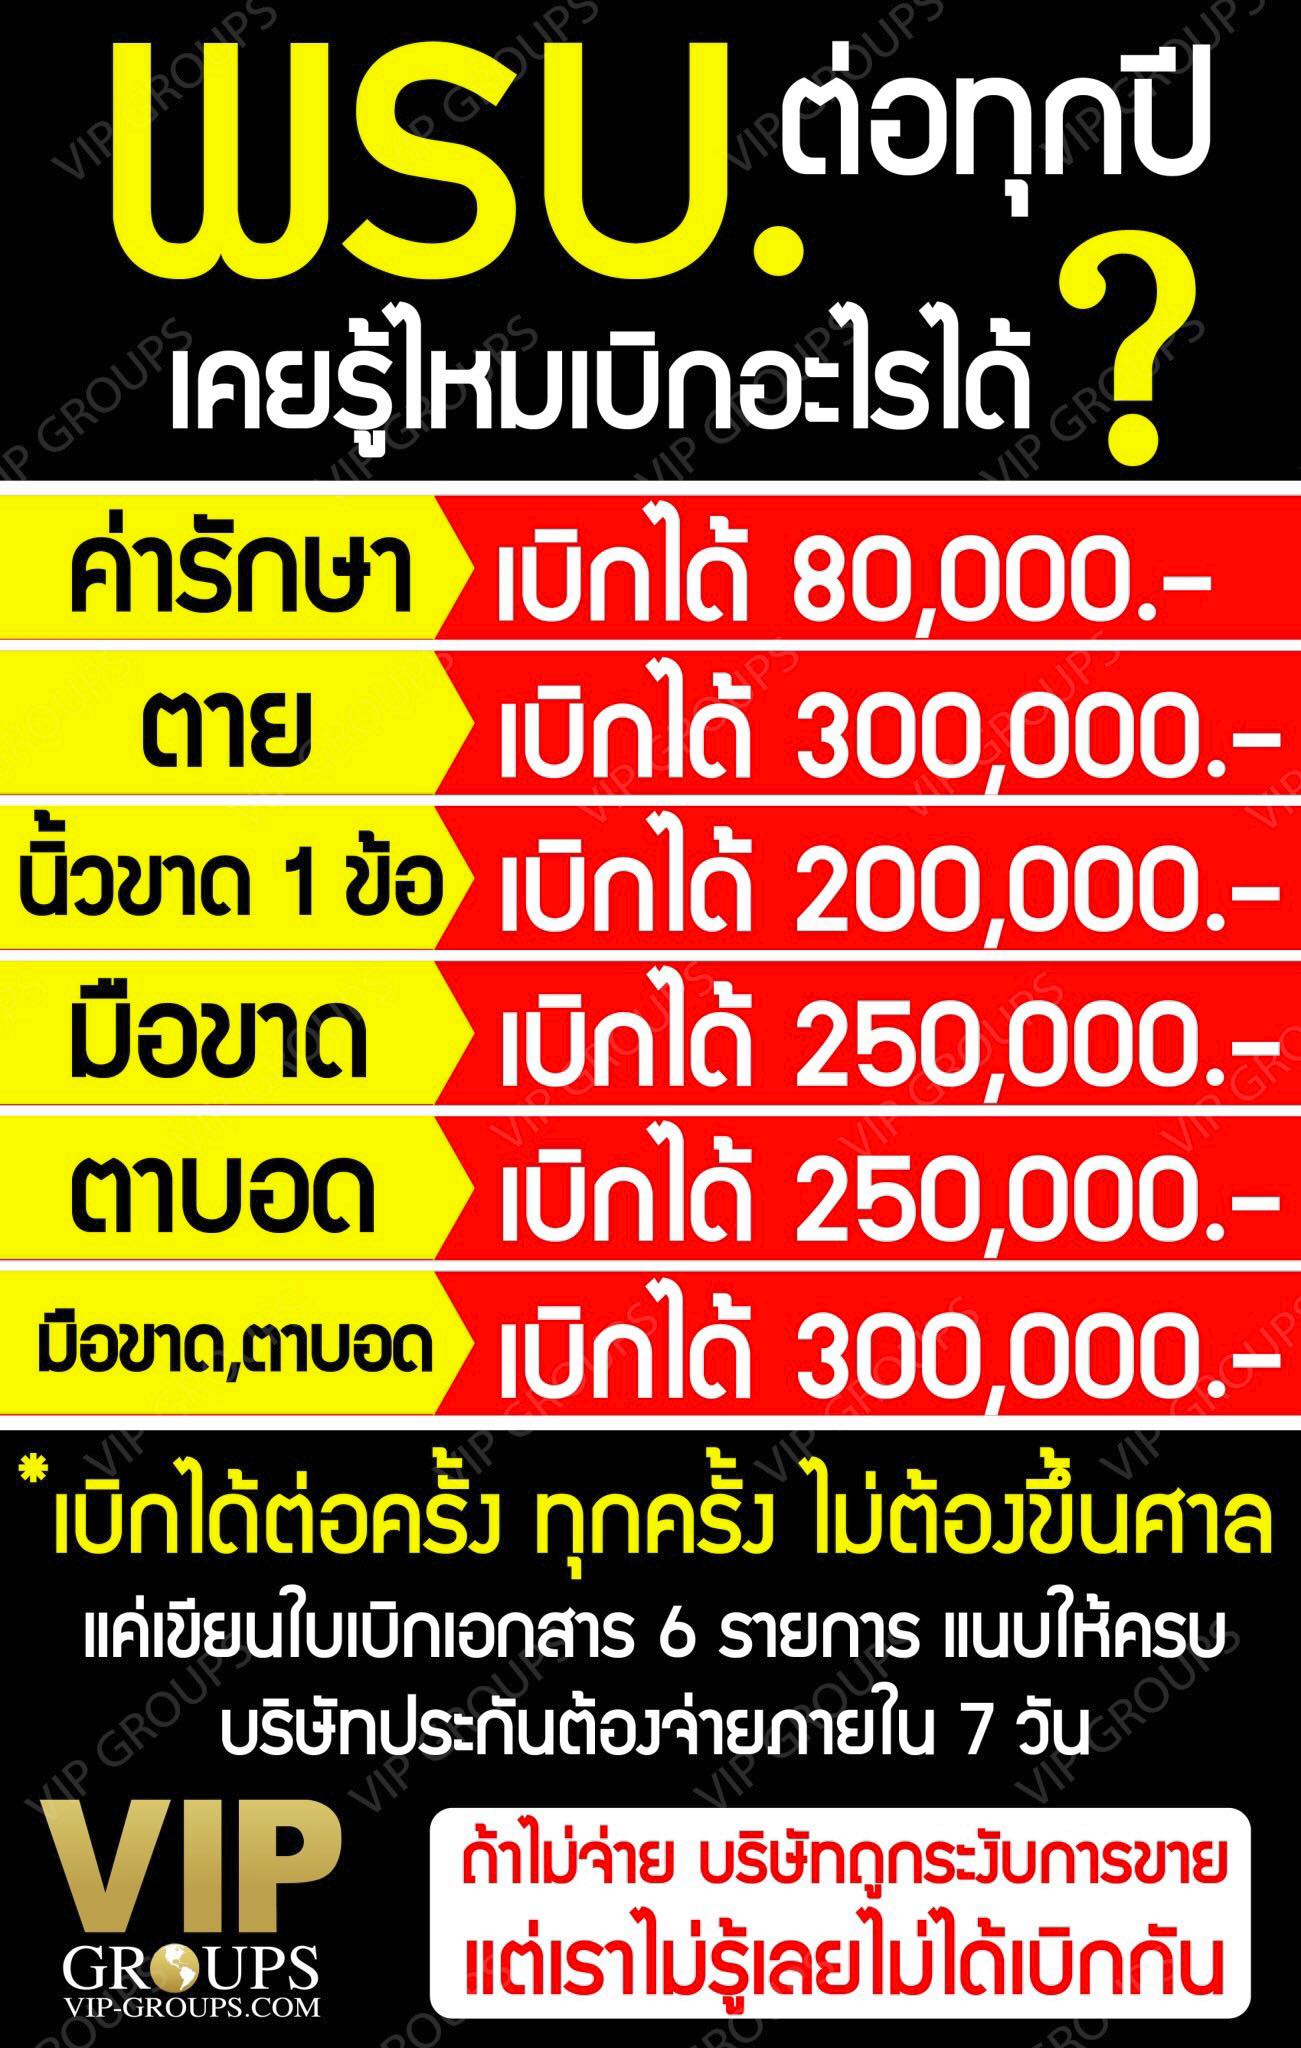 พรบ. ต่อทุกปี
เคยรู้ไหมเบิกอะไรได้ ?
ค่ารักษา เบิกได้ 80,000.-
ตาย เบิกได้ 300,000.-
นิ้วขาด 1 ข้อ เบิกได้ 200,000.-
มือขาด เบิกได้ 250,000.-
ตาบอด เบิกได้ 250,000.-
มือขาด,ตาบอด เบิกได้ 300,000.-
*เบิกได้ต่อครั้ง ทุกครั้ง ไม่ต้องขึ้นศาล
แค่เขียนใบเบิกเอกสาร 6 รายการ แนบให้ครบ
บริษัทประกันต้องจ่ายภายใน 7 วัน
VIP
GROUPS
VIP-GROUPS.COM
ถ้าไม่จ่าย บริษัทถูกระงับการขาย
แต่เราไม่รู้เลยไม่ได้เบิกกัน